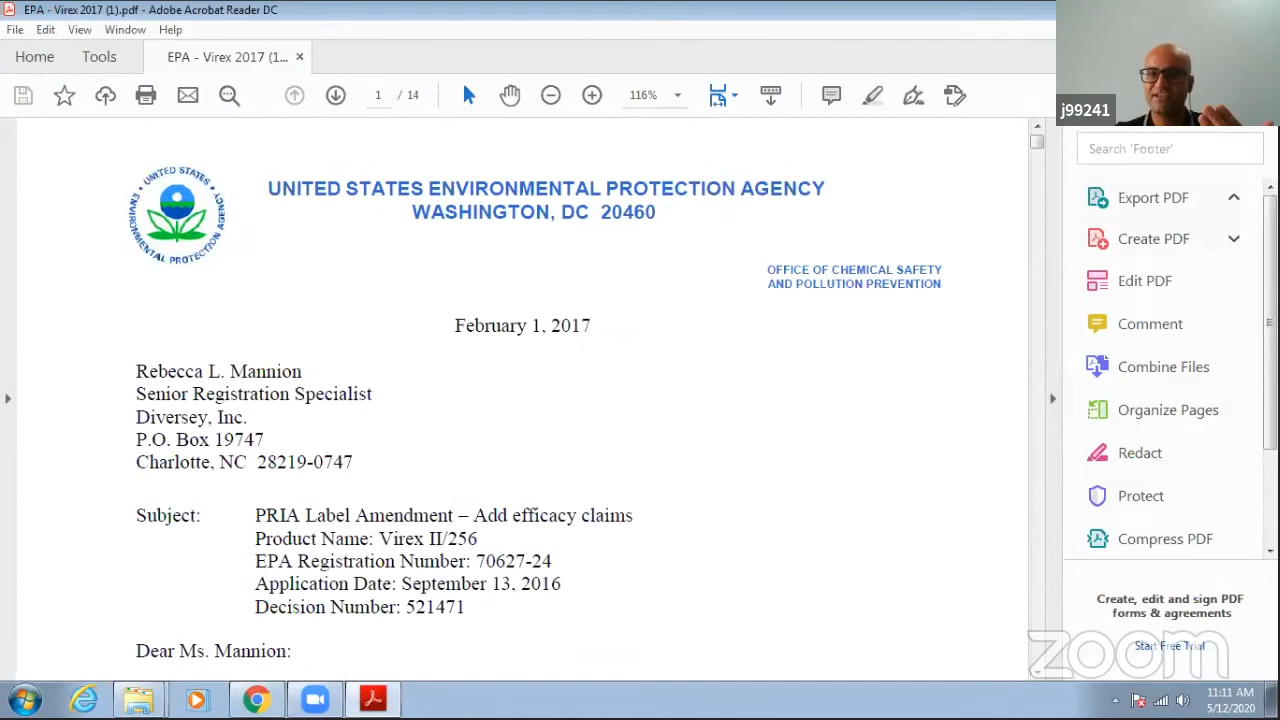 EPA - Virex 2017 (1).pdf - Adobe Acrobat Reader DC
File Edit View Window Help
Home Tools EPA - Virex 2017 (1... ×
1 / 14 116%
j99241
Search 'Footer'
UNITED STATES ENVIRONMENTAL PROTECTION AGENCY
UNITED STATES ENVIRONMENTAL PROTECTION AGENCY
WASHINGTON, DC 20460
OFFICE OF CHEMICAL SAFETY
AND POLLUTION PREVENTION
February 1, 2017
Rebecca L. Mannion
Senior Registration Specialist
Diversey, Inc.
P.O. Box 19747
Charlotte, NC 28219-0747
Subject: PRIA Label Amendment – Add efficacy claims
Product Name: Virex II/256
EPA Registration Number: 70627-24
Application Date: September 13, 2016
Decision Number: 521471
Dear Ms. Mannion:
Export PDF
Create PDF
Edit PDF
Comment
Combine Files
Organize Pages
Redact
Protect
Compress PDF
Create, edit and sign PDF
forms & agreements
Start Free Trial
zoom
11:11 AM
5/12/2020